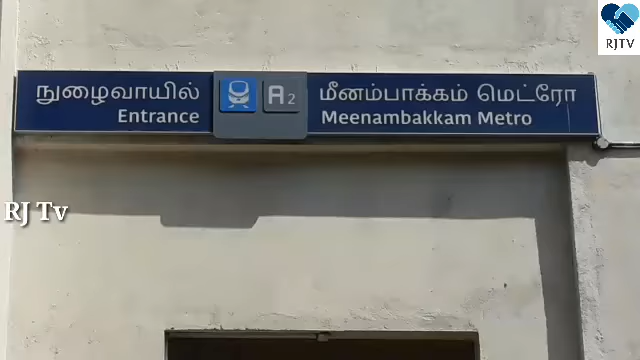 RJTV
நுழைவாயில்
Entrance
A2
மீனம்பாக்கம் மெட்ரோ
Meenambakkam Metro
RJ Tv